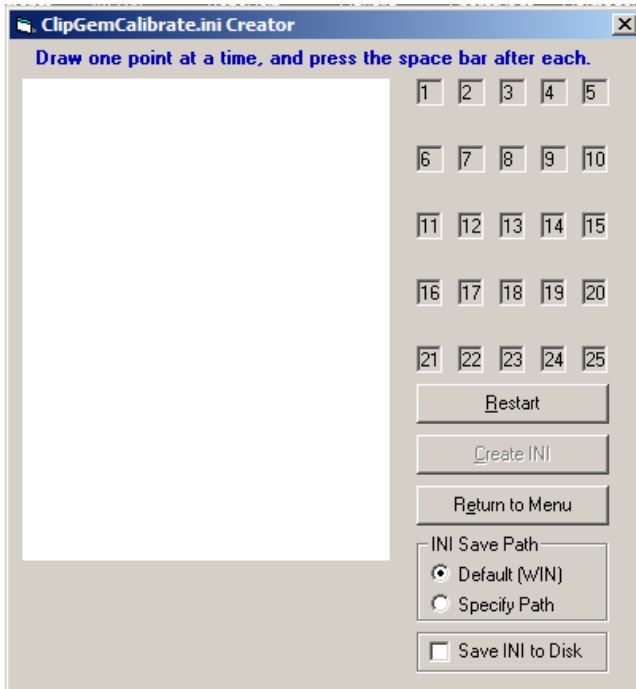 ClipGemCalibrate.ini Creator
Draw one point at a time, and press the space bar after each.
1 2 3 4 5
6 7 8 9 10
11 12 13 14 15
16 17 18 19 20
21 22 23 24 25
Restart
Create INI
Return to Menu
INI Save Path
Default (WIN)
Specify Path
Save INI to Disk